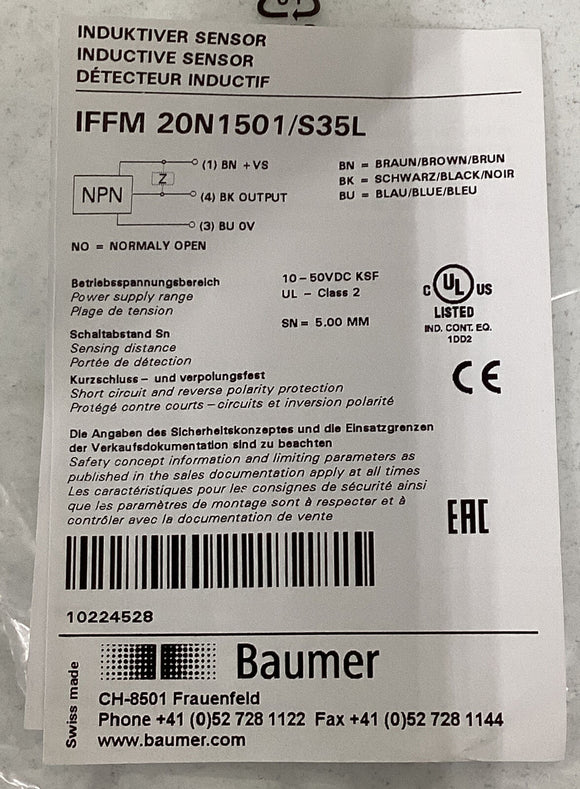 INDUKTIVER SENSOR
INDUCTIVE SENSOR
DÉTECTEUR INDUCTIF
IFFM 20N1501/S35L
NPN
Z
(1) BN +VS
(4) BK OUTPUT
(3) BU 0V
BN = BRAUN/BROWN/BRUN
BK = SCHWARZ/BLACK/NOIR
BU = BLAU/BLUE/BLEU
NO = NORMALY OPEN
Betriebsspannungsbereich
Power supply range
Plage de tension
10-50VDC KSF
UL - Class 2
Schaltabstand Sn
Sensing distance
Portée de détection
SN = 5.00 MM
C UL US
LISTED
IND. CONT. EQ.
1DD2
CE
Kurzschluss- und verpolungsfest
Short circuit and reverse polarity protection
Protégé contre courts-circuits et inversion polarité
Die Angaben des Sicherheitskonzeptes und die Einsatzgrenzen
der Verkaufsdokumentation sind zu beachten
Safety concept information and limiting parameters as
published in the sales documentation apply at all times
Les caractéristiques pour les consignes de sécurité ainsi
que les paramètres de montage sont à respecter et à
contrôler avec la documentation de vente
EAC
10224528
Swiss made
Baumer
CH-8501 Frauenfeld
Phone +41 (0)52 728 1122 Fax +41 (0)52 728 1144
www.baumer.com